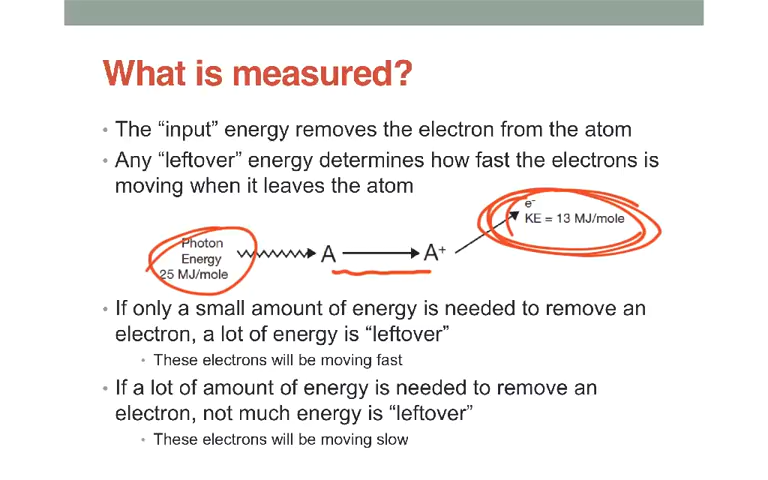 What is measured?
• The “input” energy removes the electron from the atom
• Any “leftover” energy determines how fast the electrons is
moving when it leaves the atom
e-
KE = 13 MJ/mole
Photon
Energy
25 MJ/mole
A
A+
• If only a small amount of energy is needed to remove an
electron, a lot of energy is “leftover”
• These electrons will be moving fast
• If a lot of amount of energy is needed to remove an
electron, not much energy is “leftover”
• These electrons will be moving slow